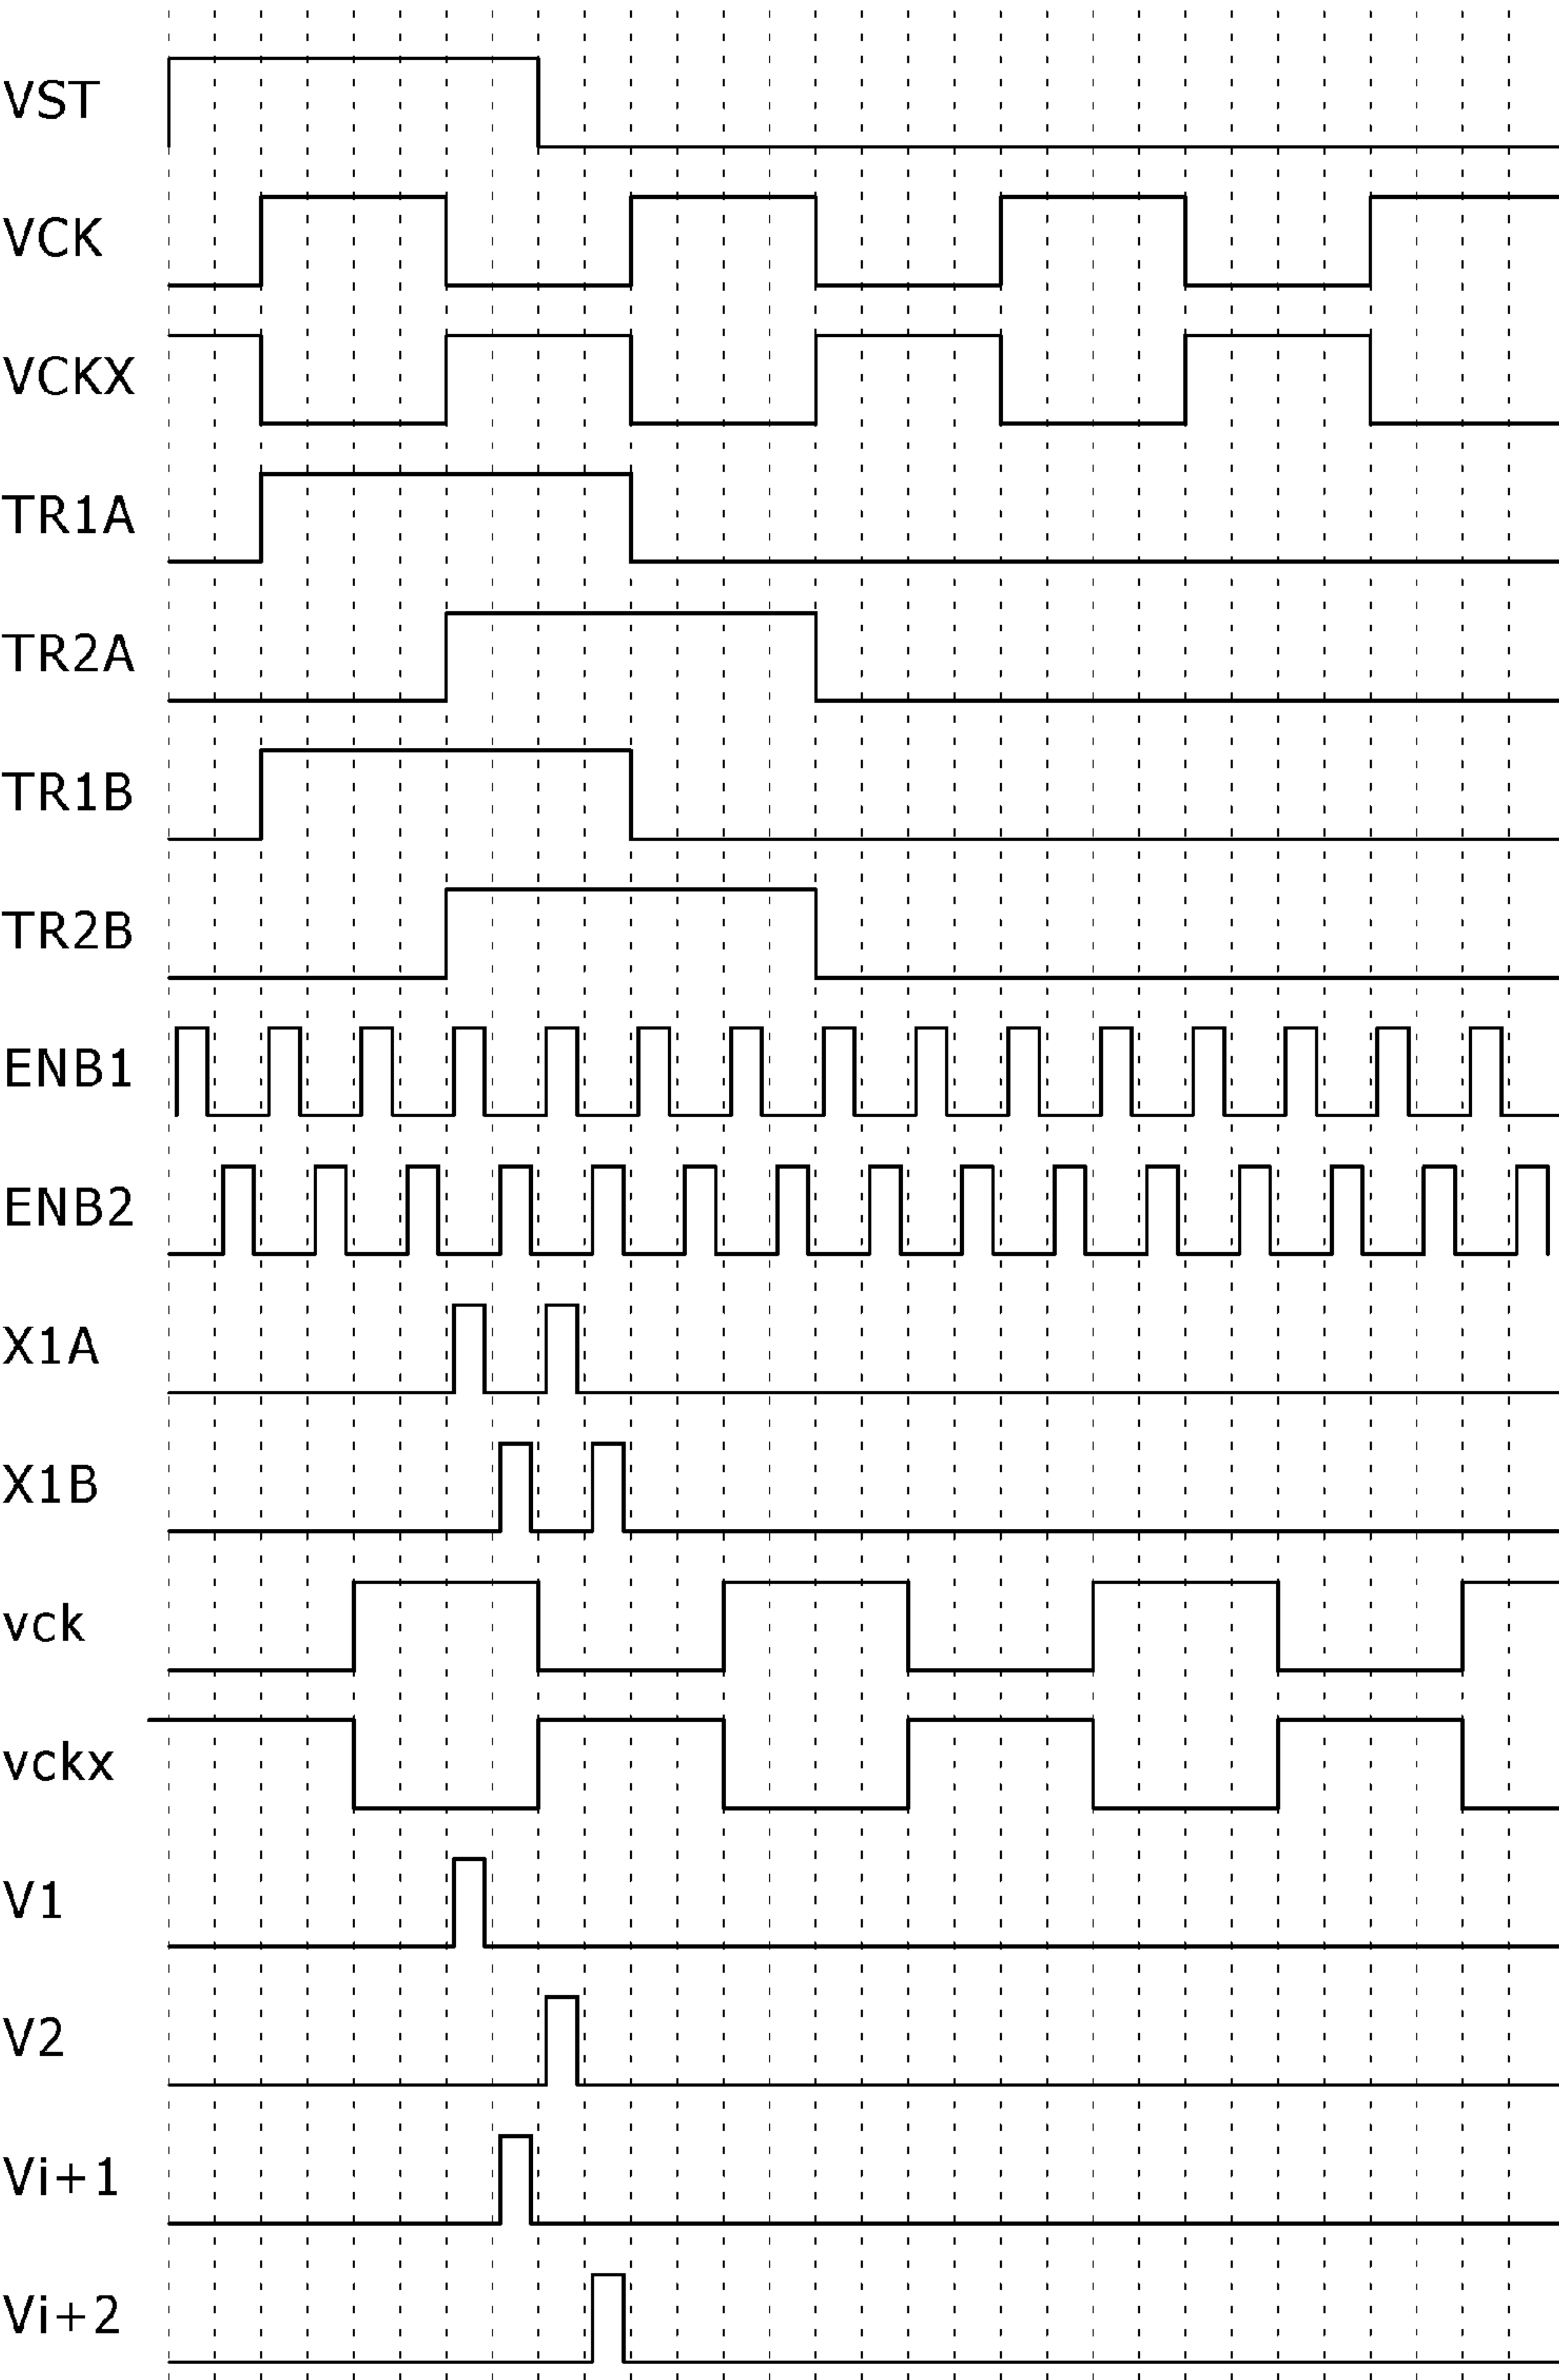 VST
VCK
VCKX
TR1A
TR2A
TR1B
TR2B
ENB1
ENB2
X1A
X1B
vck
vckx
V1
V2
Vi+1
Vi+2